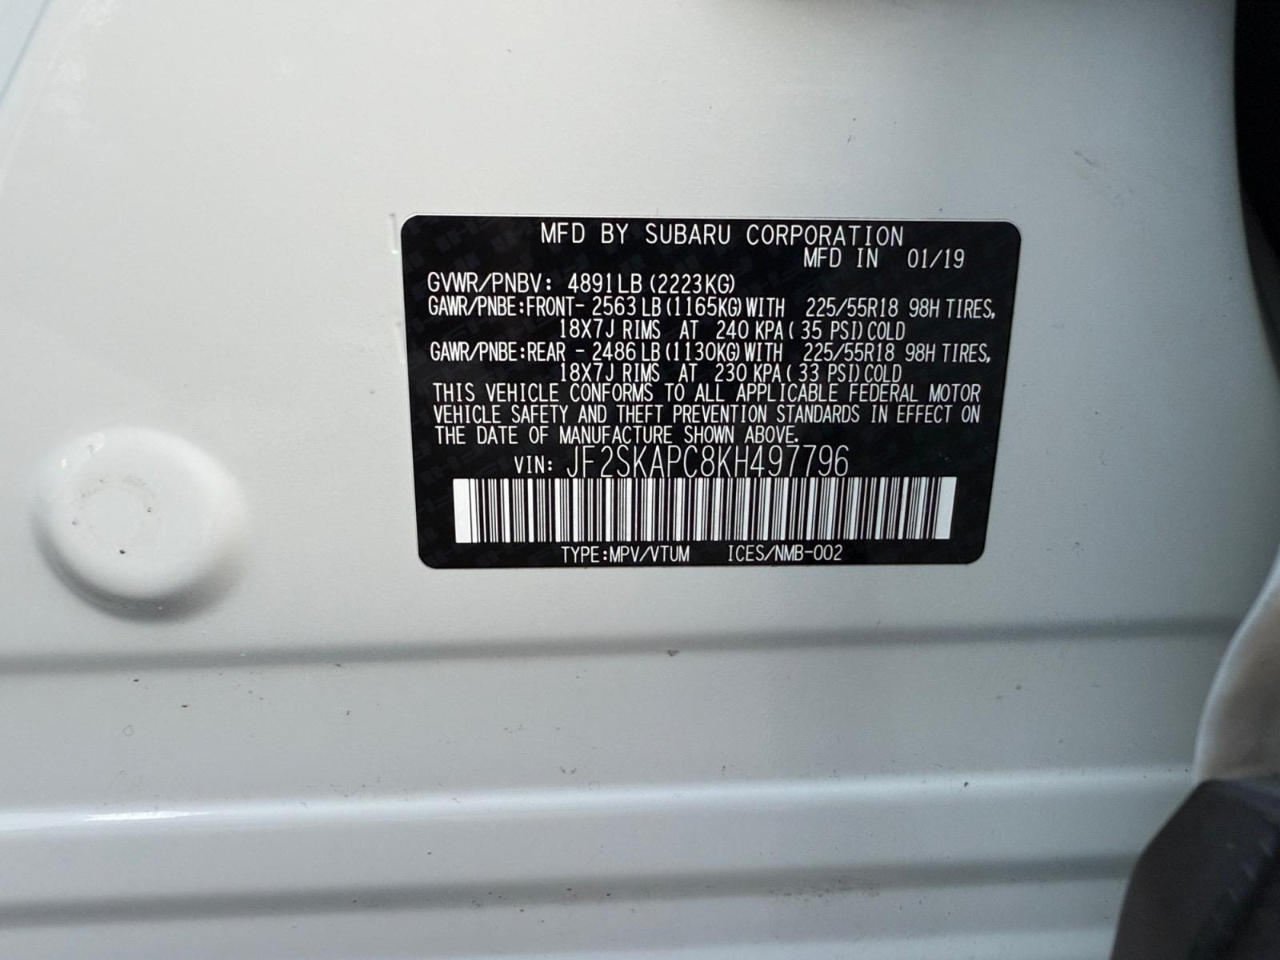 MFD BY SUBARU CORPORATION
MFD IN 01/19
GVWR/PNBV: 4891LB (2223KG)
GAWR/PNBE:FRONT- 2563 LB (1165KG) WITH 225/55R18 98H TIRES,
18X7J RIMS AT 240 KPA ( 35 PSI) COLD
GAWR/PNBE:REAR - 2486 LB (1130KG) WITH 225/55R18 98H TIRES,
18X7J RIMS AT 230 KPA ( 33 PSI) COLD
THIS VEHICLE CONFORMS TO ALL APPLICABLE FEDERAL MOTOR
VEHICLE SAFETY AND THEFT PREVENTION STANDARDS IN EFFECT ON
THE DATE OF MANUFACTURE SHOWN ABOVE.
VIN: JF2SKAPC8KH497796
TYPE:MPV/VTUM ICES/NMB-002